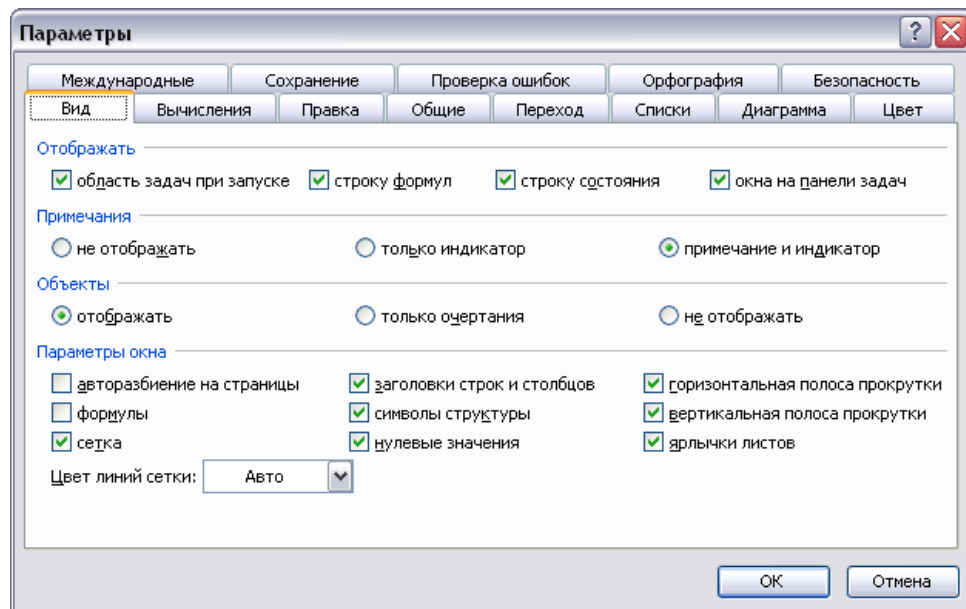 Параметры
?
Международные Сохранение Проверка ошибок Орфография Безопасность
Вид Вычисления Правка Общие Переход Списки Диаграмма Цвет
Отображать
область задач при запуске строку формул строку состояния окна на панели задач
Примечания
не отображать только индикатор примечание и индикатор
Объекты
отображать только очертания не отображать
Параметры окна
авторазбиение на страницы заголовки строк и столбцов горизонтальная полоса прокрутки
формулы символы структуры вертикальная полоса прокрутки
сетка нулевые значения ярлычки листов
Цвет линий сетки: Авто
ОК Отмена